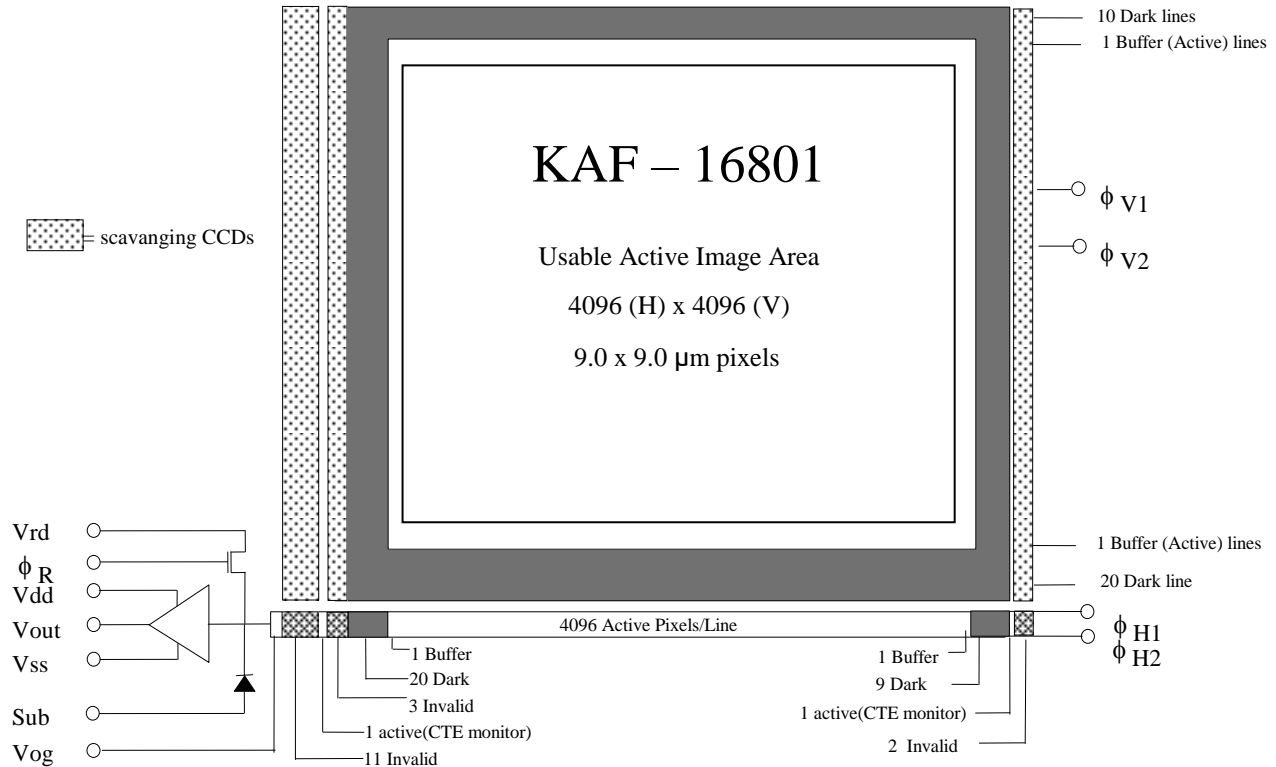 10 Dark lines
1 Buffer (Active) lines
KAF – 16801
ϕ V1
= scavanging CCDs
Usable Active Image Area
ϕ V2
4096 (H) x 4096 (V)
9.0 x 9.0 µm pixels
Vrd
1 Buffer (Active) lines
ϕ R
20 Dark line
Vdd
Vout
4096 Active Pixels/Line
ϕ H1
ϕ H2
Vss
1 Buffer
1 Buffer
20 Dark
9 Dark
3 Invalid
Sub
1 active(CTE monitor)
1 active(CTE monitor)
Vog
11 Invalid
2 Invalid